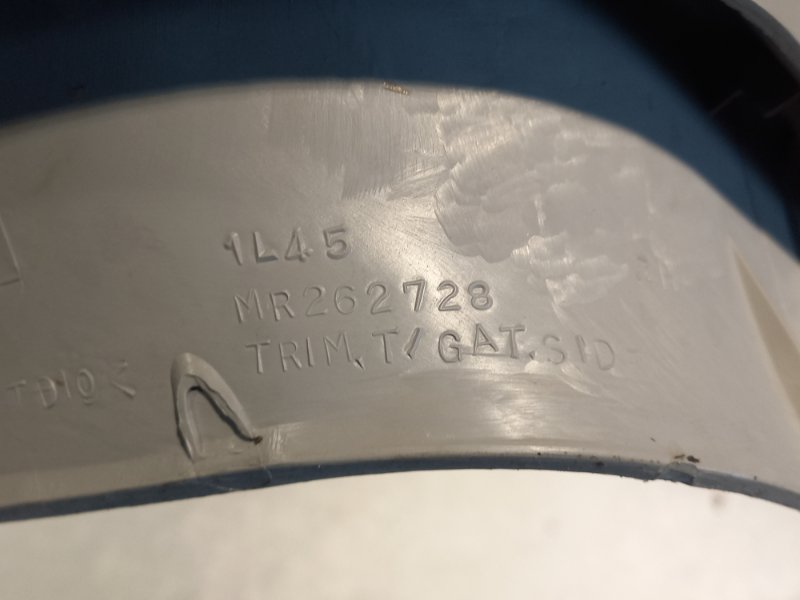 1L45
MR262728
TRIM,T/GAT,SID